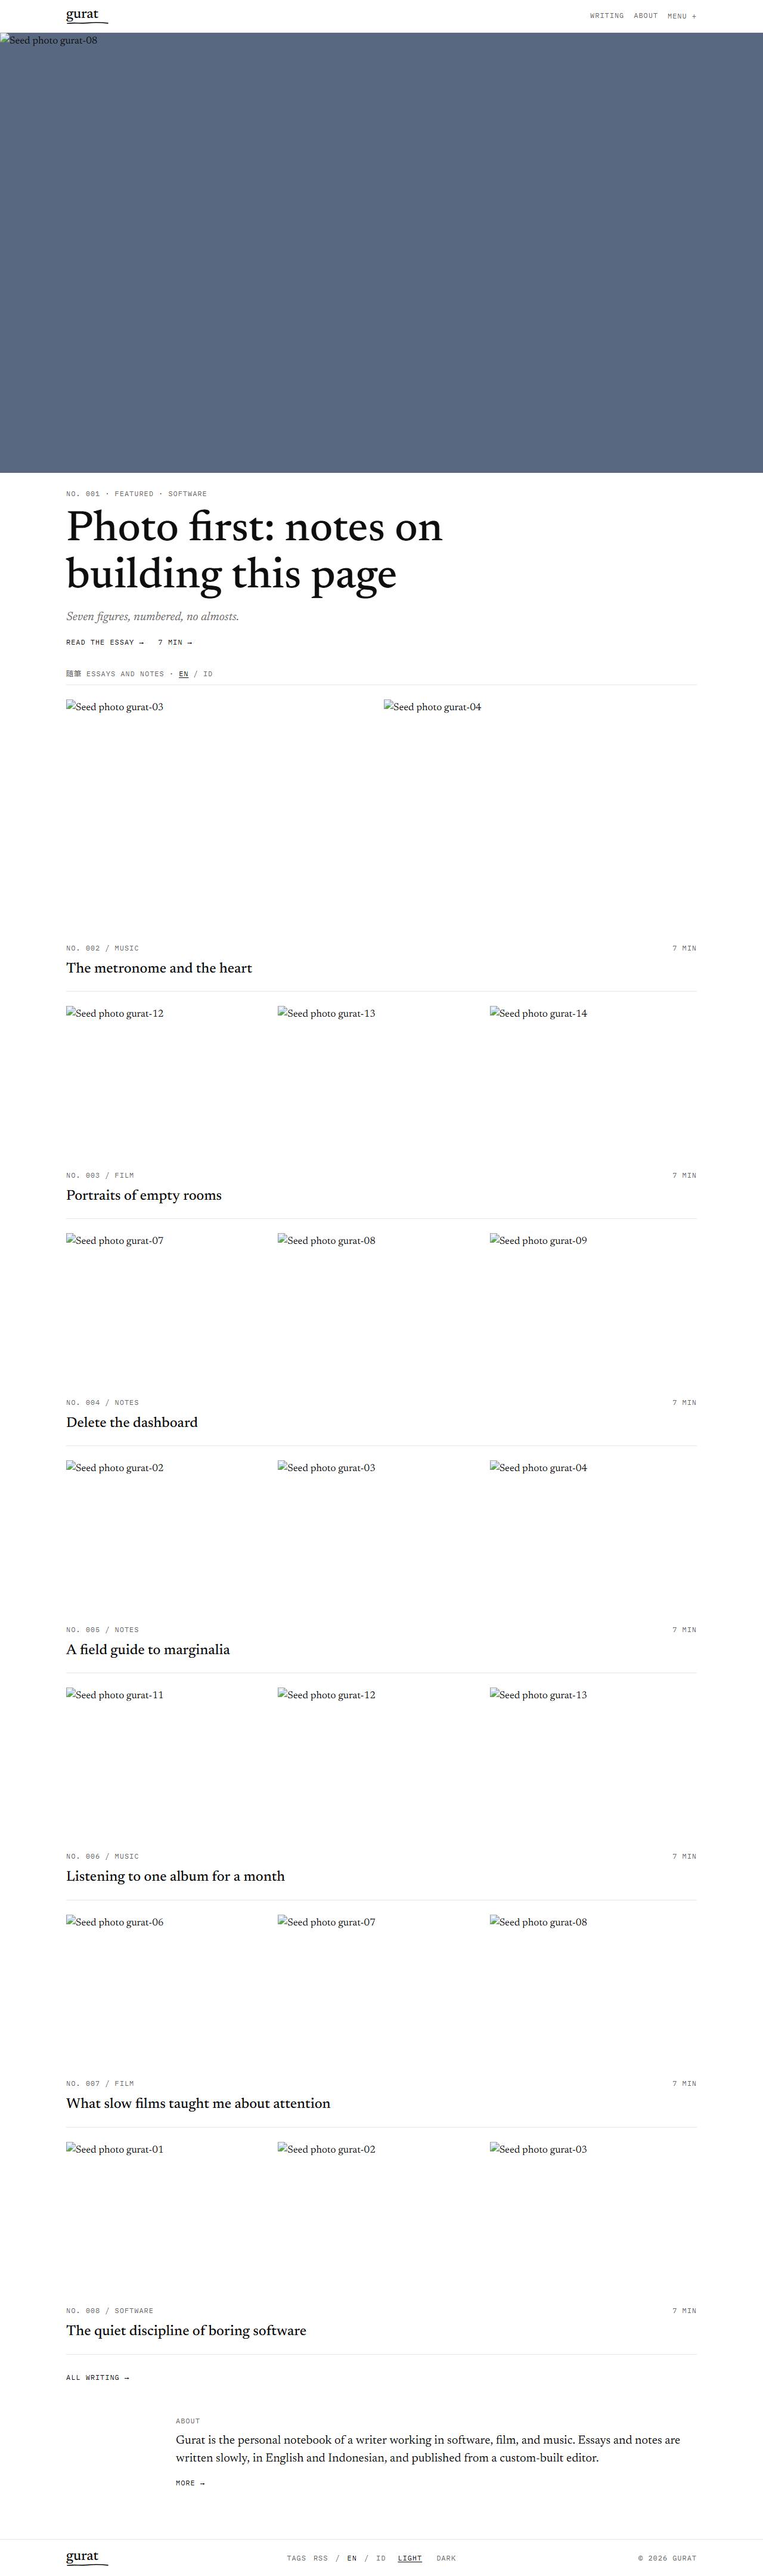 gurat
WRITING ABOUT MENU +
Seed photo gurat-08
NO. 001 · FEATURED · SOFTWARE
Photo first: notes on
building this page
Seven figures, numbered, no almosts.
READ THE ESSAY → 7 MIN →
随筆 ESSAYS AND NOTES · EN / ID
Seed photo gurat-03
Seed photo gurat-04
NO. 002 / MUSIC
7 MIN
The metronome and the heart
Seed photo gurat-12
Seed photo gurat-13
Seed photo gurat-14
NO. 003 / FILM
7 MIN
Portraits of empty rooms
Seed photo gurat-07
Seed photo gurat-08
Seed photo gurat-09
NO. 004 / NOTES
7 MIN
Delete the dashboard
Seed photo gurat-02
Seed photo gurat-03
Seed photo gurat-04
NO. 005 / NOTES
7 MIN
A field guide to marginalia
Seed photo gurat-11
Seed photo gurat-12
Seed photo gurat-13
NO. 006 / MUSIC
7 MIN
Listening to one album for a month
Seed photo gurat-06
Seed photo gurat-07
Seed photo gurat-08
NO. 007 / FILM
7 MIN
What slow films taught me about attention
Seed photo gurat-01
Seed photo gurat-02
Seed photo gurat-03
NO. 008 / SOFTWARE
7 MIN
The quiet discipline of boring software
ALL WRITING →
ABOUT
Gurat is the personal notebook of a writer working in software, film, and music. Essays and notes are
written slowly, in English and Indonesian, and published from a custom-built editor.
MORE →
gurat
TAGS RSS / EN / ID LIGHT DARK
© 2026 GURAT